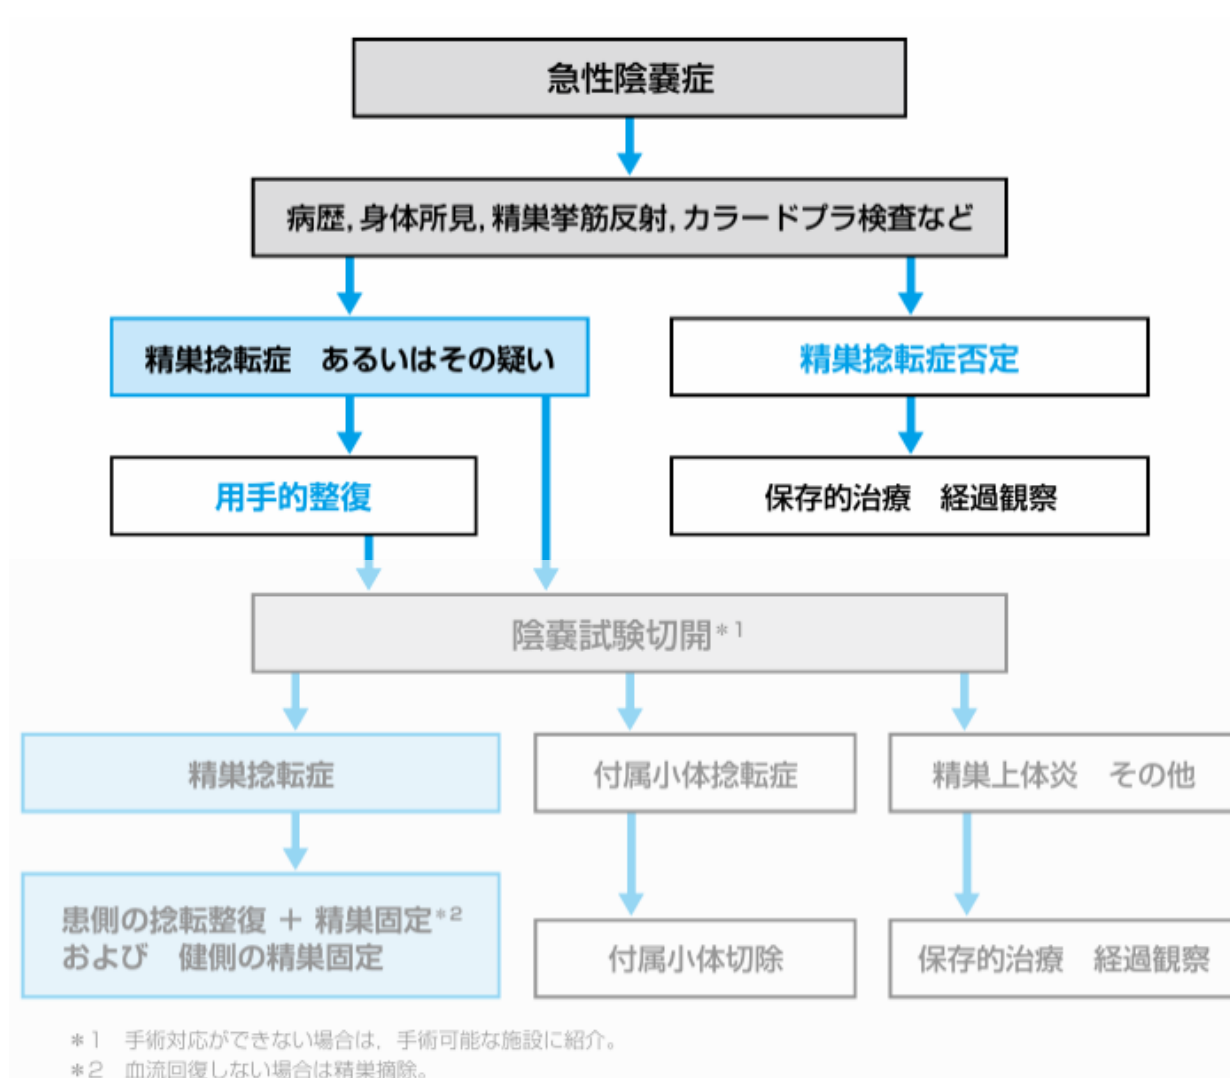 急性陰嚢症
病歴, 身体所見, 精巣挙筋反射, カラードプラ検査など
精巣捻転症　あるいはその疑い
精巣捻転症否定
用手的整復
保存的治療　経過観察
陰嚢試験切開*1
精巣捻転症
付属小体捻転症
精巣上体炎　その他
患側の捻転整復 ＋ 精巣固定*2
および　健側の精巣固定
付属小体切除
保存的治療　経過観察
*1　手術対応ができない場合は，手術可能な施設に紹介。
*2　血流回復しない場合は精巣摘除。